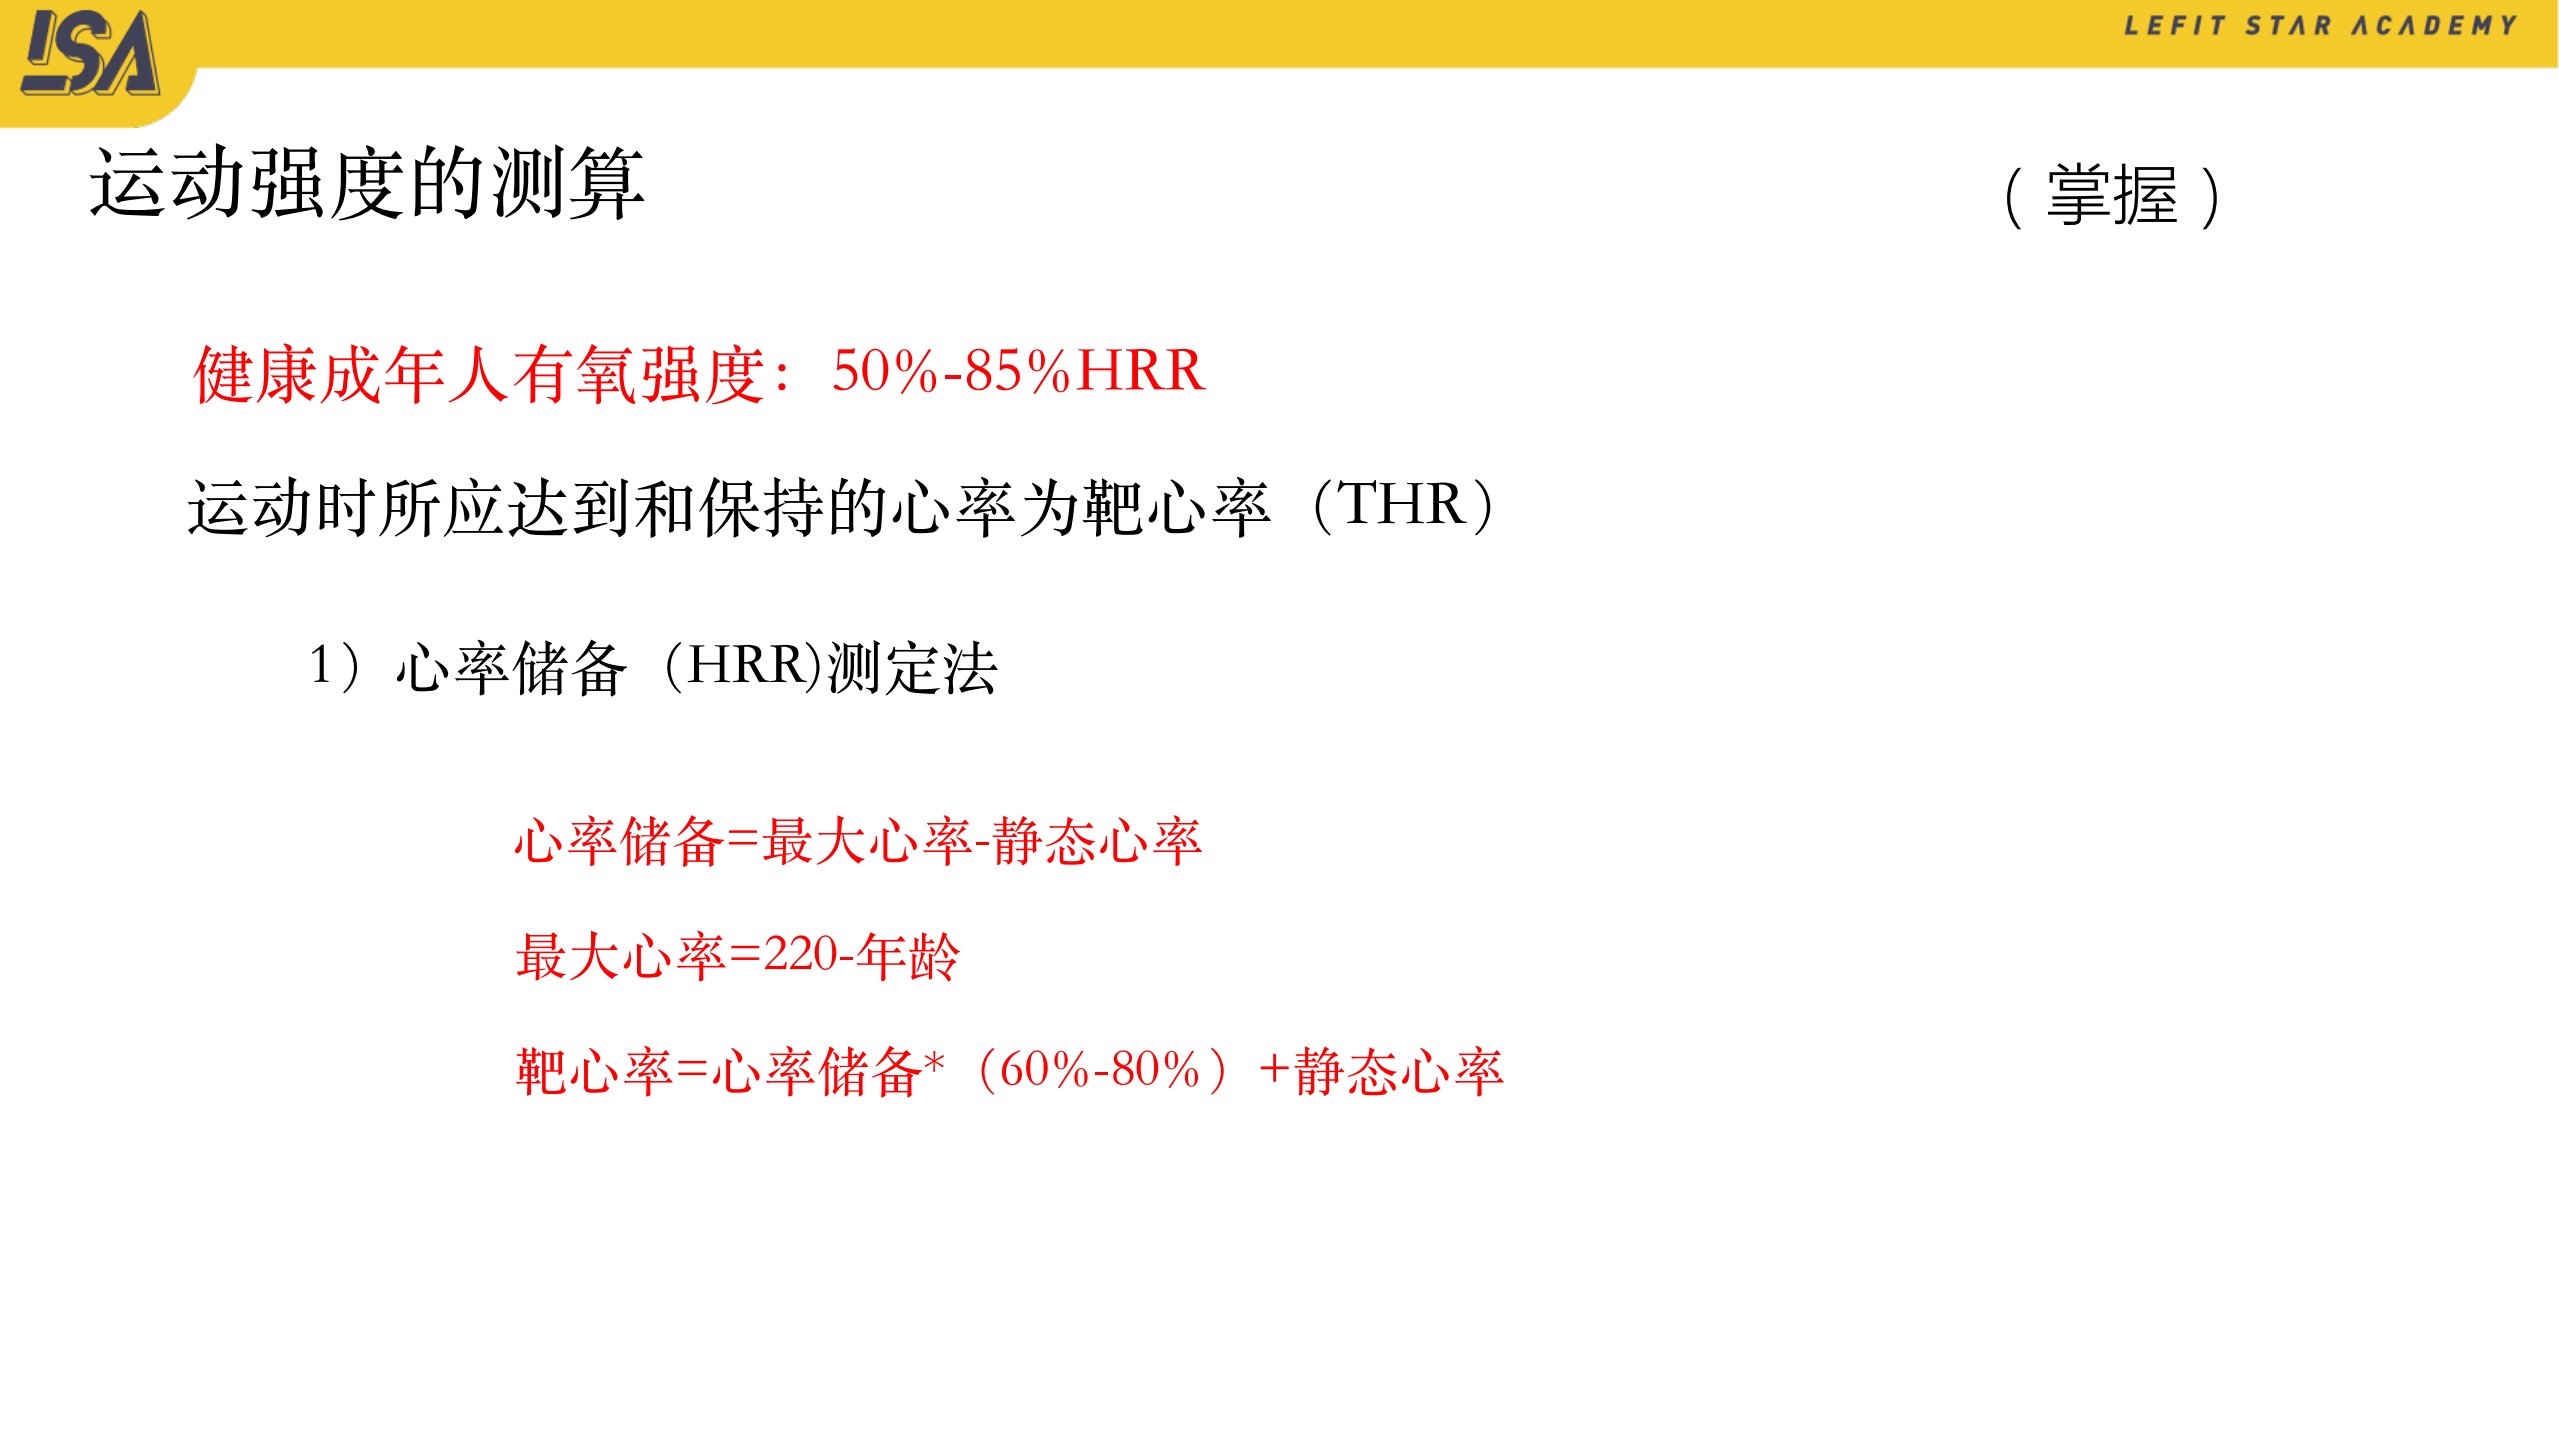 LSA
LEFIT STAR ACADEMY
运动强度的测算
（掌握）
健康成年人有氧强度：50%-85%HRR
运动时所应达到和保持的心率为靶心率（THR）
1）心率储备（HRR)测定法
心率储备=最大心率-静态心率
最大心率=220-年龄
靶心率=心率储备*（60%-80%）+静态心率